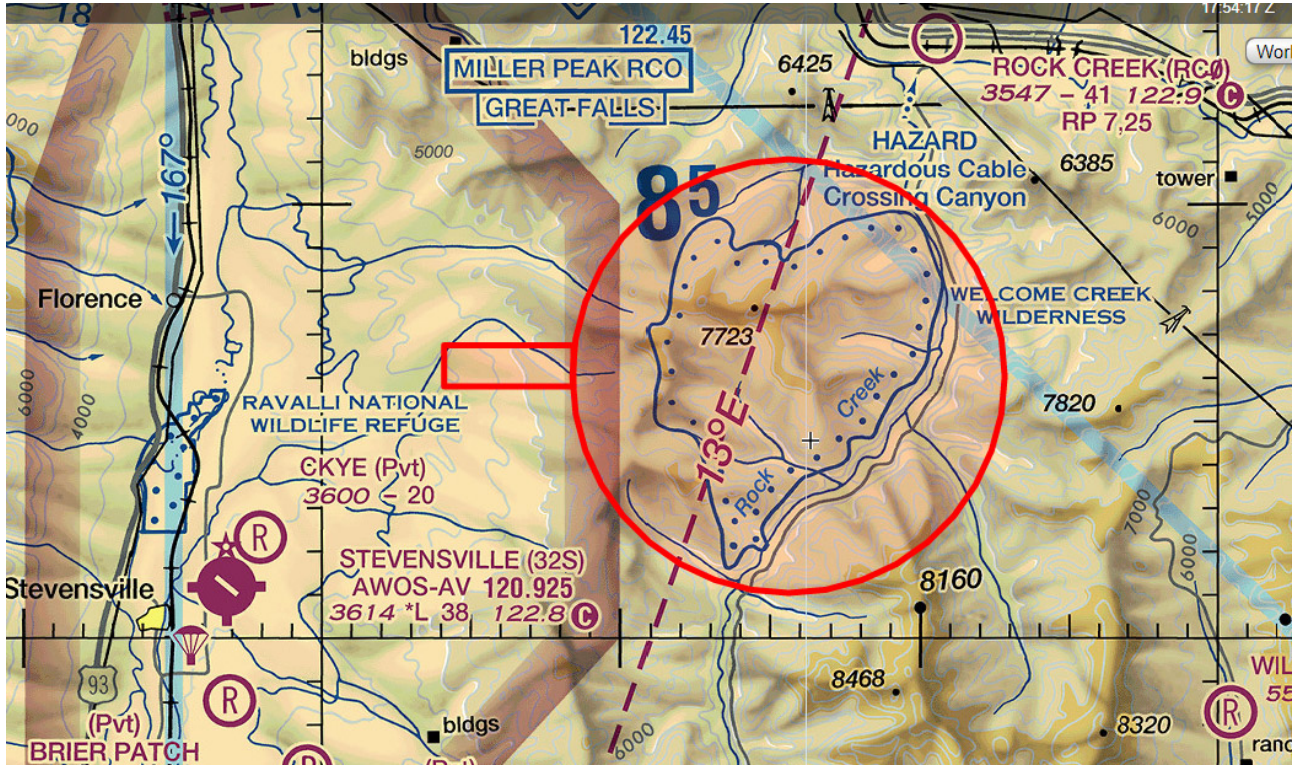 17:54:17 Z
122.45
MILLER PEAK RCO
GREAT FALLS
bldgs
6425
ROCK CREEK (RCØ)
3547 – 41 122.9 C
RP 7,25
Worl
000
5000
167°
85
HAZARD
Hazardous Cable
Crossing Canyon
6385
tower
6000
5000
Florence
7723
WELCOME CREEK
WILDERNESS
6000
4000
RAVALLI NATIONAL
WILDLIFE REFUGE
13°E
Creek
Rock
7820
CKYE (Pvt)
3600 – 20
R
7000
6000
STEVENSVILLE (32S)
AWOS-AV 120.925
3614 *L 38 122.8 C
Stevensville
8160
8468
93
R
(Pvt)
BRIER PATCH
bldgs
(Pvt)
R
6000
8320
WIL
55
R
ranc